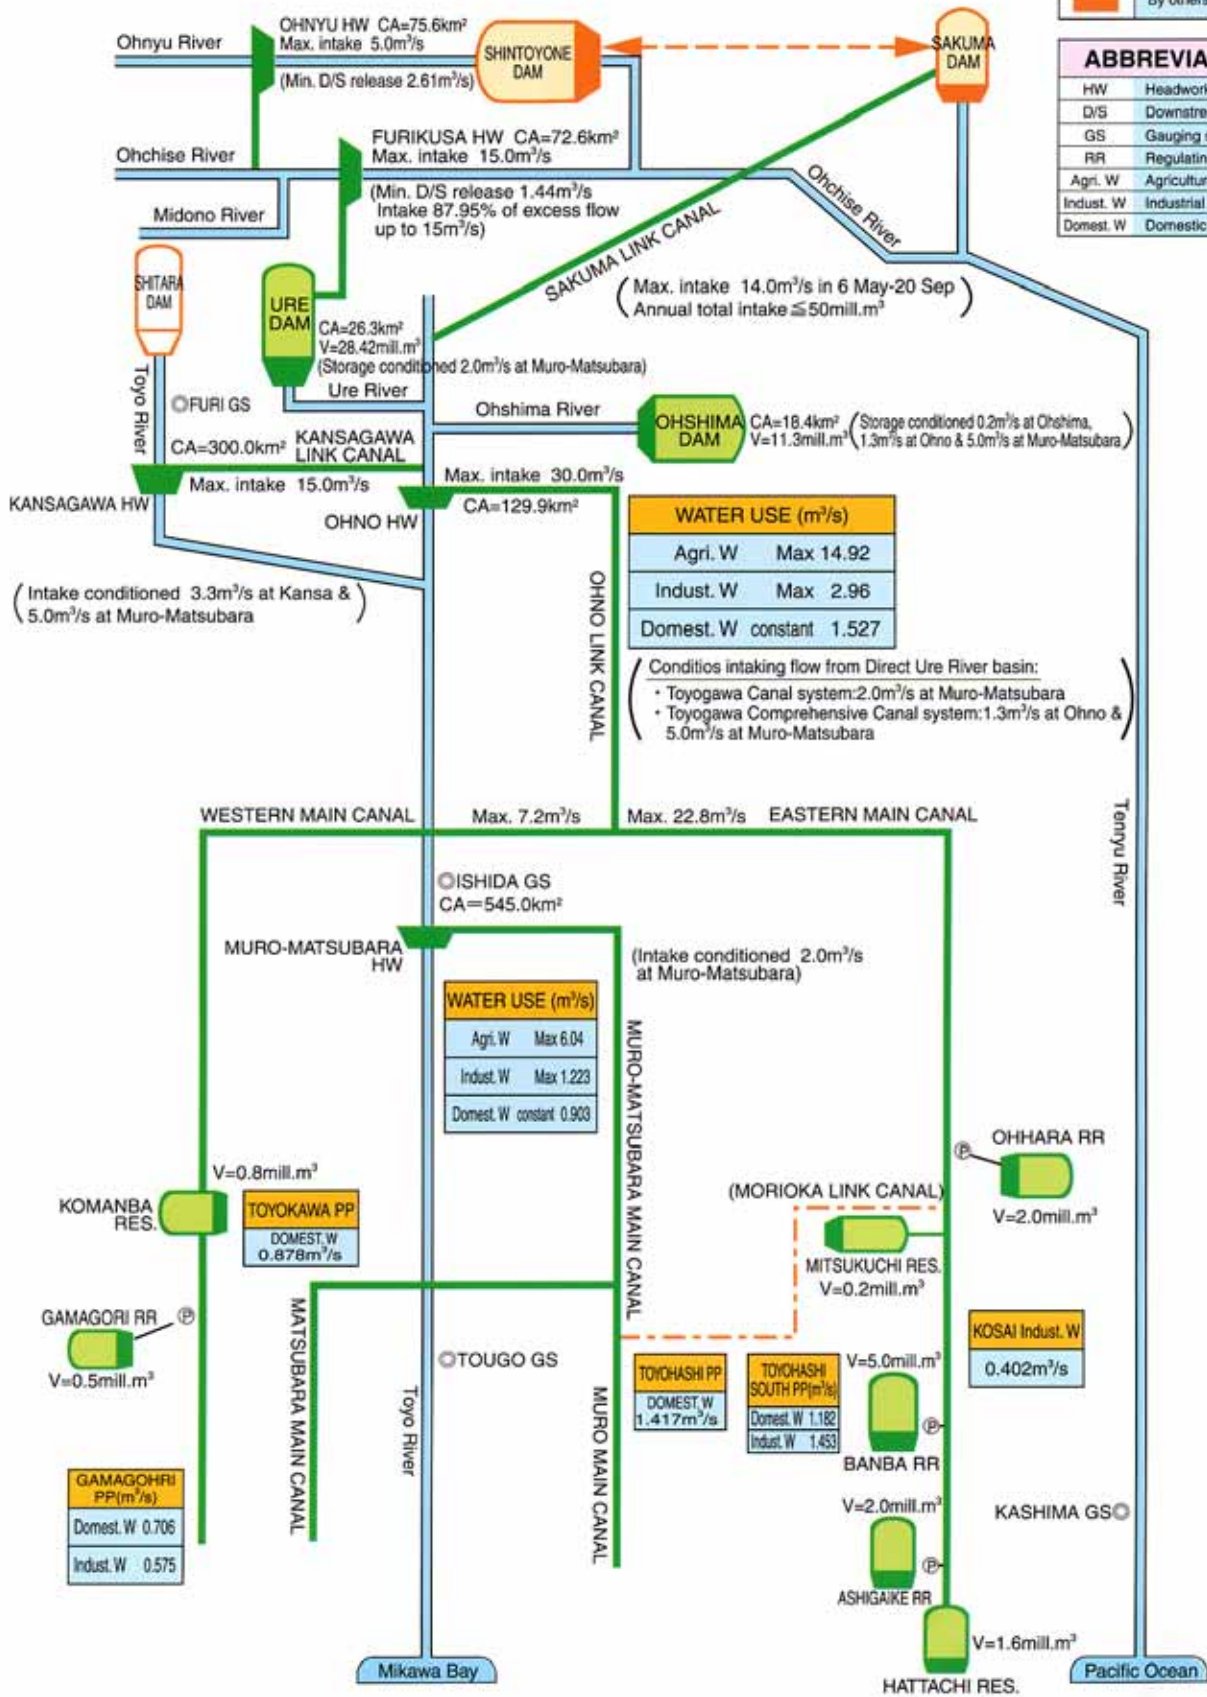 By others
OHNYU HW CA=75.6km²
Ohnyu River
Max. intake 5.0m³/s
(Min. D/S release 2.61m³/s)
SHINTOYONE
DAM
SAKUMA
DAM
HW
D/S
GS Gauging
RR
Agri. W
Indust. W Industrial
Domest. W Domestic
FURIKUSA HW CA=72.6km²
Max. intake 15.0m³/s
Ohchise River
(Min. D/S release 1.44m³/s
Intake 87.95% of excess flow
up to 15m³/s)
Midono River
Ohchise River
SAKUMA LINK CANAL
(Max. intake 14.0m³/s in 6 May-20 Sep
Annual total intake≦50mill.m³)
SHITARA
DAM
URE
DAM
CA=26.3km²
V=28.42mill.m³
(Storage conditioned 2.0m³/s at Muro-Matsubara)
Ure River
Toyo River
◎FURI GS
Ohshima River
OHSHIMA
DAM
CA=18.4km²
V=11.3mill.m³
(Storage conditioned 0.2m³/s at Ohshima,
1.3m³/s at Ohno & 5.0m³/s at Muro-Matsubara)
CA=300.0km²
KANSAGAWA
LINK CANAL
Max. intake 15.0m³/s
KANSAGAWA HW
Max. intake 30.0m³/s
CA=129.9km²
OHNO HW
WATER USE (m³/s)
Agri. W Max 14.92
Indust. W Max 2.96
Domest. W constant 1.527
(Intake conditioned 3.3m³/s at Kansa &
5.0m³/s at Muro-Matsubara)
OHNO LINK CANAL
(Conditios intaking flow from Direct Ure River basin:
・Toyogawa Canal system:2.0m³/s at Muro-Matsubara
・Toyogawa Comprehensive Canal system:1.3m³/s at Ohno &
5.0m³/s at Muro-Matsubara)
WESTERN MAIN CANAL
Max. 7.2m³/s
Max. 22.8m³/s
EASTERN MAIN CANAL
Tenryu River
◎ISHIDA GS
CA=545.0km²
MURO-MATSUBARA
HW
(Intake conditioned 2.0m³/s
at Muro-Matsubara)
WATER USE (m³/s)
Agri. W Max 6.04
Indust. W Max 1.223
Domest. W constant 0.903
MURO-MATSUBARA MAIN CANAL
V=0.8mill.m³
KOMANBA
RES.
TOYOKAWA PP
DOMEST. W
0.878m³/s
P
OHHARA RR
V=2.0mill.m³
(MORIOKA LINK CANAL)
MITSUKUCHI RES.
V=0.2mill.m³
GAMAGORI RR
P
V=0.5mill.m³
MATSUBARA MAIN CANAL
◎TOUGO GS
Toyo River
MURO MAIN CANAL
TOYOHASHI PP
DOMEST. W
1.417m³/s
TOYOHASHI
SOUTH PP(m³/s)
Domest. W 1.182
Indust. W 1.453
V=5.0mill.m³
P
BANBA RR
KOSAI Indust. W
0.402m³/s
GAMAGOHRI
PP(m³/s)
Domest. W 0.706
Indust. W 0.575
V=2.0mill.m³
P
ASHIGAIKE RR
KASHIMA GS◎
V=1.6mill.m³
HATTACHI RES.
Mikawa Bay
Pacific Ocean